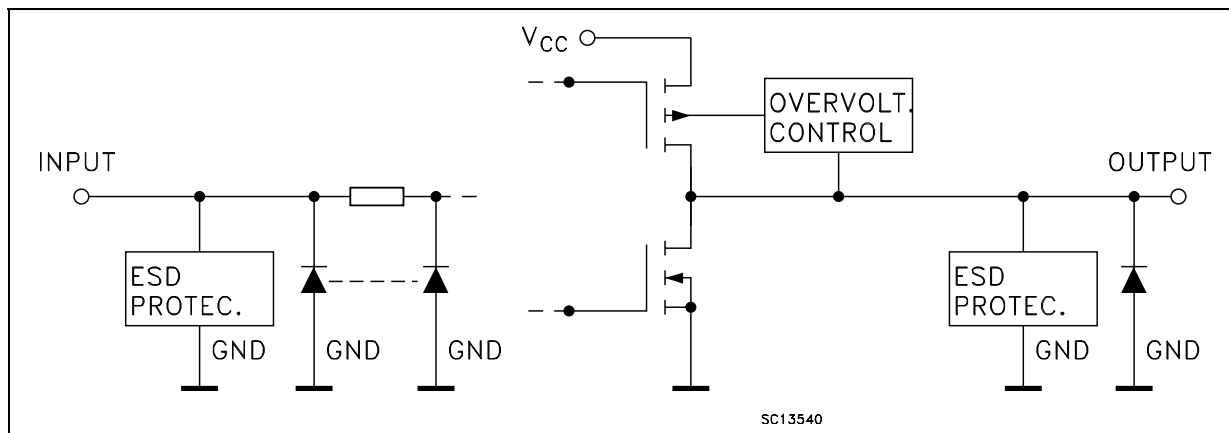 VCC
OVERVOLT.
CONTROL
INPUT
OUTPUT
ESD
PROTEC.
ESD
PROTEC.
GND
GND
GND
GND
GND
SC13540